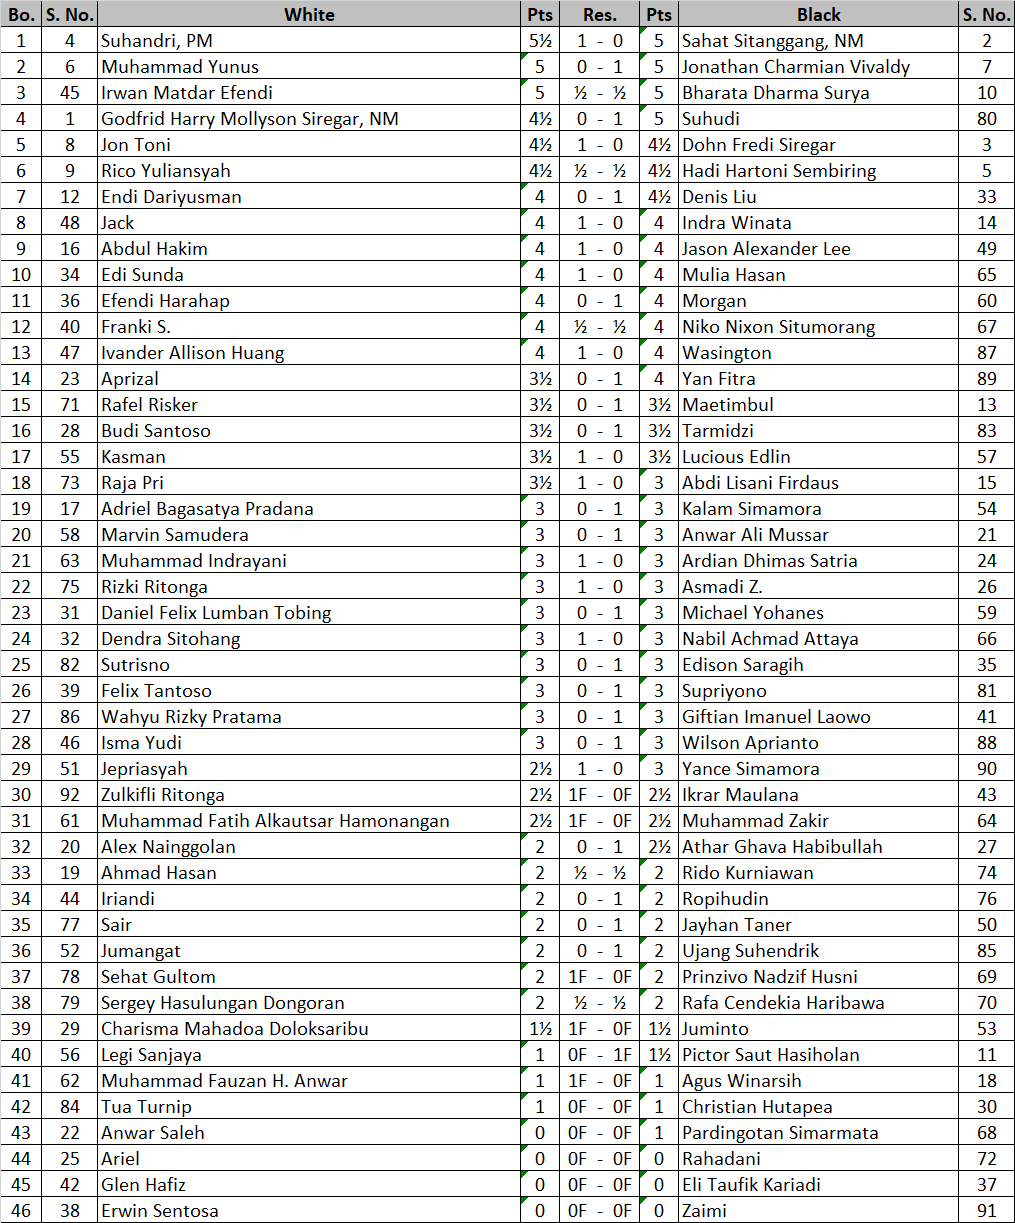 Bo. S. No. White Pts Res. Pts Black S. No.
1 4 Suhandri, PM 5½ 1 - 0 5 Sahat Sitanggang, NM 2
2 6 Muhammad Yunus 5 0 - 1 5 Jonathan Charmian Vivaldy 7
3 45 Irwan Matdar Efendi 5 ½ - ½ 5 Bharata Dharma Surya 10
4 1 Godfrid Harry Mollyson Siregar, NM 4½ 0 - 1 5 Suhudi 80
5 8 Jon Toni 4½ 1 - 0 4½ Dohn Fredi Siregar 3
6 9 Rico Yuliansyah 4½ ½ - ½ 4½ Hadi Hartoni Sembiring 5
7 12 Endi Dariyusman 4 0 - 1 4½ Denis Liu 33
8 48 Jack 4 1 - 0 4 Indra Winata 14
9 16 Abdul Hakim 4 1 - 0 4 Jason Alexander Lee 49
10 34 Edi Sunda 4 1 - 0 4 Mulia Hasan 65
11 36 Efendi Harahap 4 0 - 1 4 Morgan 60
12 40 Franki S. 4 ½ - ½ 4 Niko Nixon Situmorang 67
13 47 Ivander Allison Huang 4 1 - 0 4 Wasington 87
14 23 Aprizal 3½ 0 - 1 4 Yan Fitra 89
15 71 Rafel Risker 3½ 0 - 1 3½ Maetimbul 13
16 28 Budi Santoso 3½ 0 - 1 3½ Tarmidzi 83
17 55 Kasman 3½ 1 - 0 3½ Lucious Edlin 57
18 73 Raja Pri 3½ 1 - 0 3 Abdi Lisani Firdaus 15
19 17 Adriel Bagasatya Pradana 3 0 - 1 3 Kalam Simamora 54
20 58 Marvin Samudera 3 0 - 1 3 Anwar Ali Mussar 21
21 63 Muhammad Indrayani 3 1 - 0 3 Ardian Dhimas Satria 24
22 75 Rizki Ritonga 3 1 - 0 3 Asmadi Z. 26
23 31 Daniel Felix Lumban Tobing 3 0 - 1 3 Michael Yohanes 59
24 32 Dendra Sitohang 3 1 - 0 3 Nabil Achmad Attaya 66
25 82 Sutrisno 3 0 - 1 3 Edison Saragih 35
26 39 Felix Tantoso 3 0 - 1 3 Supriyono 81
27 86 Wahyu Rizky Pratama 3 0 - 1 3 Giftian Imanuel Laowo 41
28 46 Isma Yudi 3 0 - 1 3 Wilson Aprianto 88
29 51 Jepriasyah 2½ 1 - 0 3 Yance Simamora 90
30 92 Zulkifli Ritonga 2½ 1F - 0F 2½ Ikrar Maulana 43
31 61 Muhammad Fatih Alkautsar Hamonangan 2½ 1F - 0F 2½ Muhammad Zakir 64
32 20 Alex Nainggolan 2 0 - 1 2½ Athar Ghava Habibullah 27
33 19 Ahmad Hasan 2 ½ - ½ 2 Rido Kurniawan 74
34 44 Iriandi 2 0 - 1 2 Ropihudin 76
35 77 Sair 2 0 - 1 2 Jayhan Taner 50
36 52 Jumangat 2 0 - 1 2 Ujang Suhendrik 85
37 78 Sehat Gultom 2 1F - 0F 2 Prinzivo Nadzif Husni 69
38 79 Sergey Hasulungan Dongoran 2 ½ - ½ 2 Rafa Cendekia Haribawa 70
39 29 Charisma Mahadoa Doloksaribu 1½ 1F - 0F 1½ Juminto 53
40 56 Legi Sanjaya 1 0F - 1F 1½ Pictor Saut Hasiholan 11
41 62 Muhammad Fauzan H. Anwar 1 1F - 0F 1 Agus Winarsih 18
42 84 Tua Turnip 1 0F - 0F 1 Christian Hutapea 30
43 22 Anwar Saleh 0 0F - 0F 1 Pardingotan Simarmata 68
44 25 Ariel 0 0F - 0F 0 Rahadani 72
45 42 Glen Hafiz 0 0F - 0F 0 Eli Taufik Kariadi 37
46 38 Erwin Sentosa 0 0F - 0F 0 Zaimi 91